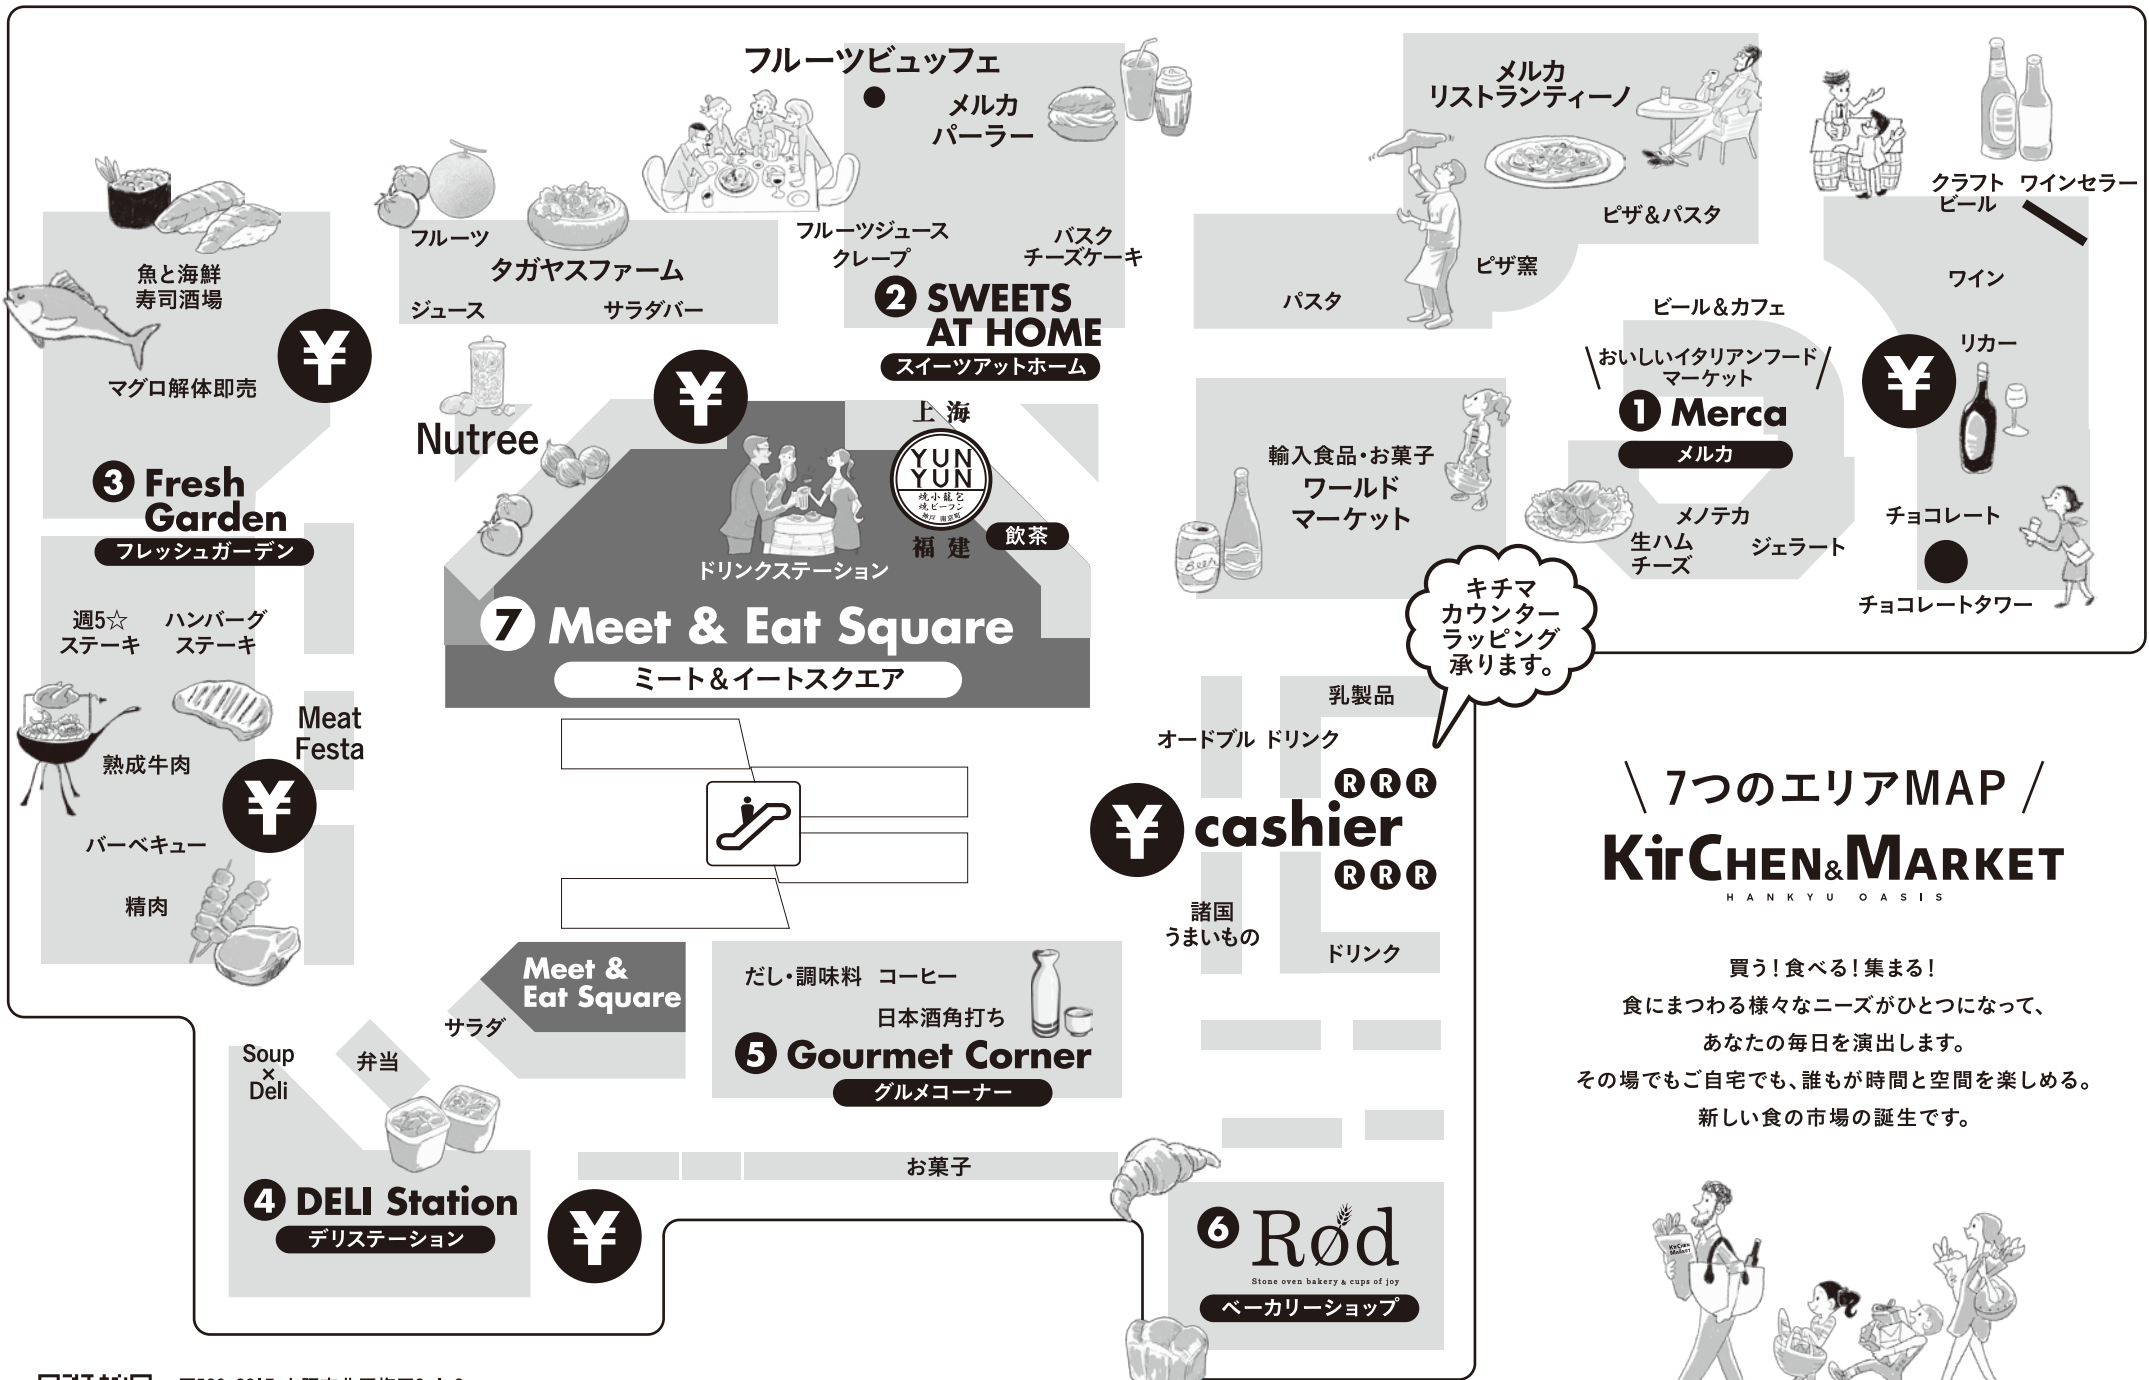 フルーツビュッフェ
メルカ
パーラー
フルーツジュース
クレープ
バスク
チーズケーキ
2 SWEETS
AT HOME
スイーツアットホーム
メルカ
リストランティーノ
ピザ&パスタ
ピザ窯
パスタ
クラフト
ビール
ワインセラー
ワイン
リカー
¥
チョコレート
チョコレートタワー
ビール&カフェ
おいしいイタリアンフード
マーケット
1 Merca
メルカ
メノテカ
生ハム
チーズ
ジェラート
輸入食品・お菓子
ワールド
マーケット
Beer
フルーツ
タガヤスファーム
ジュース
サラダバー
魚と海鮮
寿司酒場
マグロ解体即売
¥
3 Fresh
Garden
フレッシュガーデン
Nutree
¥
上海
YUN
YUN
焼小籠包
焼ビーフン
神戸 南京町
福建
飲茶
ドリンクステーション
7 Meet & Eat Square
ミート&イートスクエア
週5☆
ステーキ
ハンバーグ
ステーキ
Meat
Festa
熟成牛肉
¥
バーベキュー
精肉
キチマ
カウンター
ラッピング
承ります。
乳製品
オードブル ドリンク
R R R
¥ cashier
R R R
諸国
うまいもの
ドリンク
Meet &
Eat Square
サラダ
だし・調味料 コーヒー
日本酒角打ち
5 Gourmet Corner
グルメコーナー
Soup
×
Deli
弁当
4 DELI Station
デリステーション
¥
お菓子
6 Rød
Stone oven bakery & cups of joy
ベーカリーショップ
\ 7つのエリアMAP /
KitCHEN&MARKET
HANKYU OASIS
買う!食べる!集まる!
食にまつわる様々なニーズがひとつになって、
あなたの毎日を演出します。
その場でもご自宅でも、誰もが時間と空間を楽しめる。
新しい食の市場の誕生です。
KitCHEN
MARKET